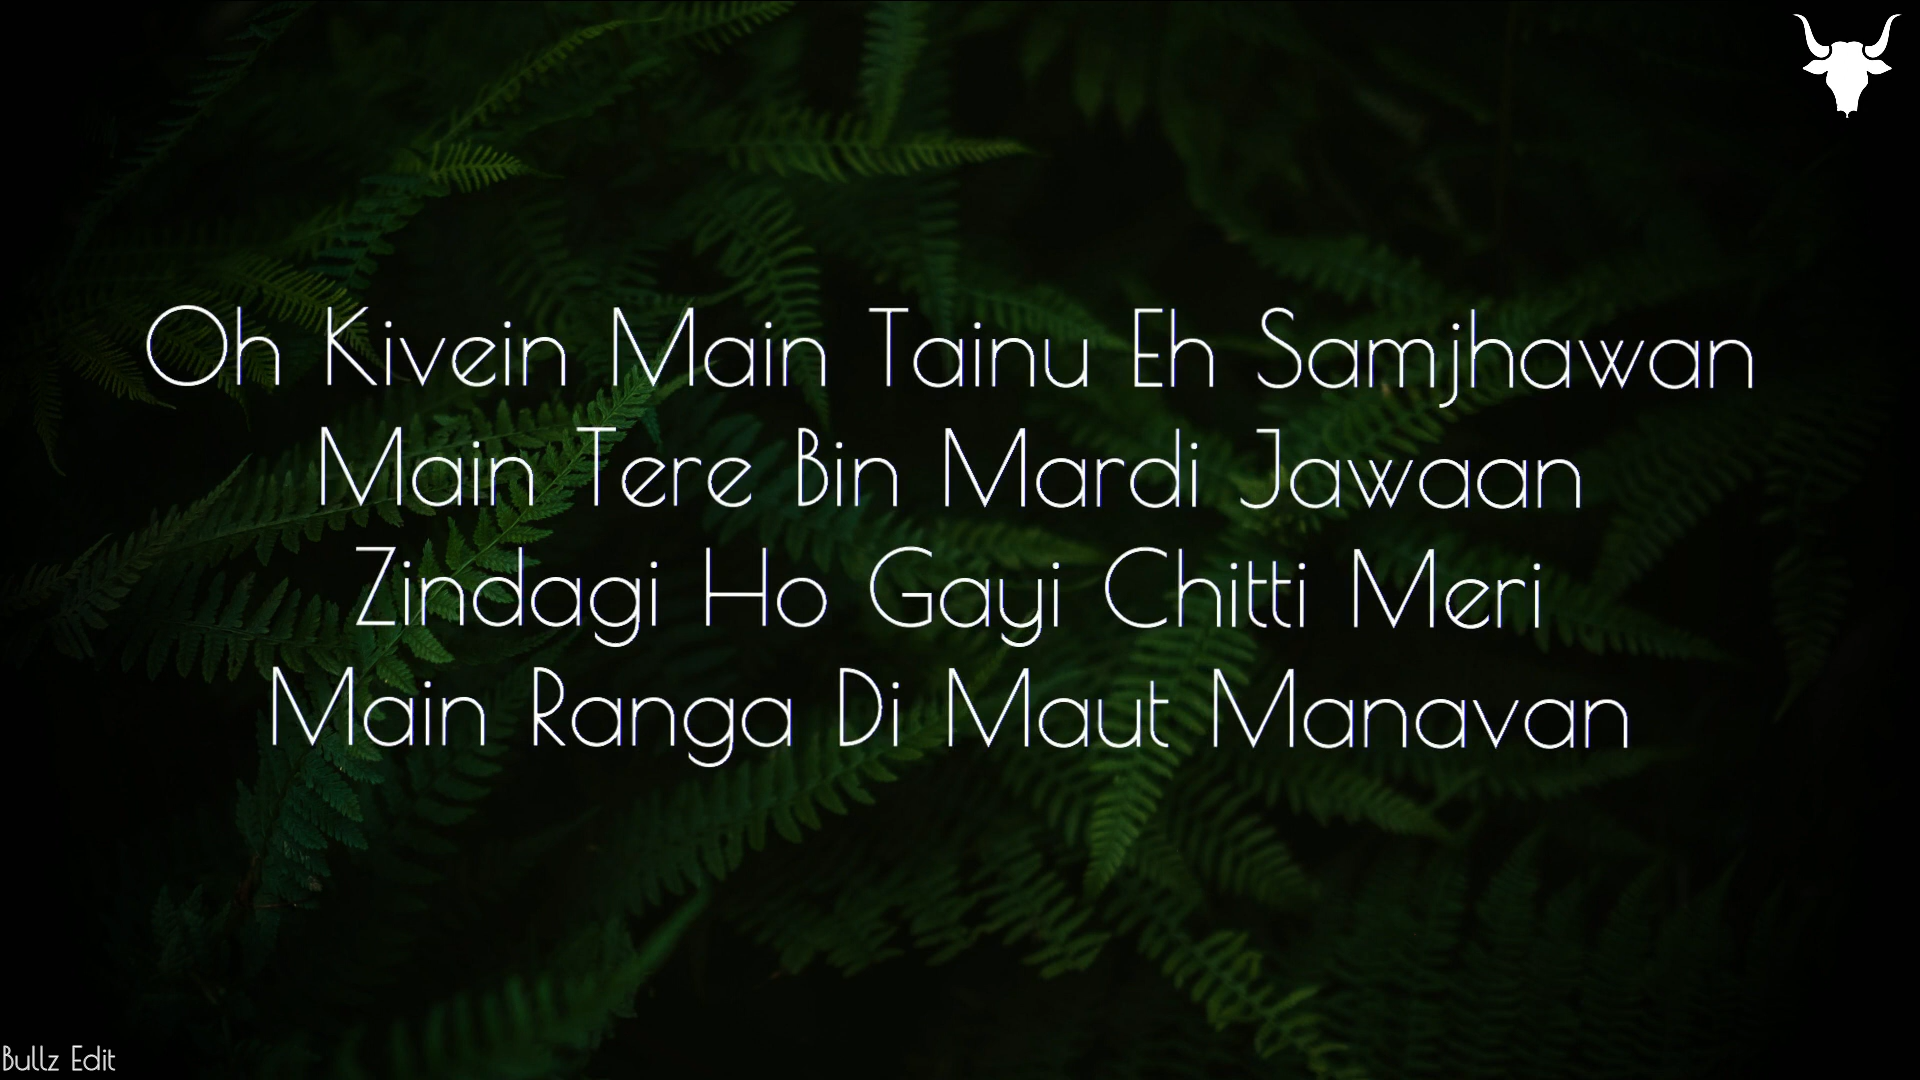 Oh Kivein Main Tainu Eh Samjhawan
Main Tere Bin Mardi Jawaan
Zindagi Ho Gayi Chitti Meri
Main Ranga Di Maut Manavan
Bullz Edit